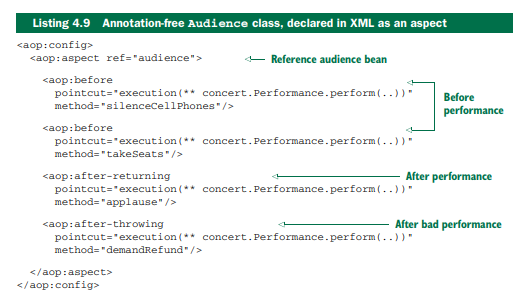 Listing 4.9 Annotation-free Audience class, declared in XML as an aspect
<aop:config>
<aop:aspect ref="audience">
Reference audience bean
<aop:before
pointcut="execution(** concert.Performance.perform(..))"
method="silenceCellPhones"/>
Before
performance
<aop:before
pointcut="execution(** concert.Performance.perform(..))"
method="takeSeats"/>
<aop:after-returning
After performance
pointcut="execution(** concert.Performance.perform(..))"
method="applause"/>
<aop:after-throwing
After bad performance
pointcut="execution(** concert.Performance.perform(..))"
method="demandRefund"/>
</aop:aspect>
</aop:config>